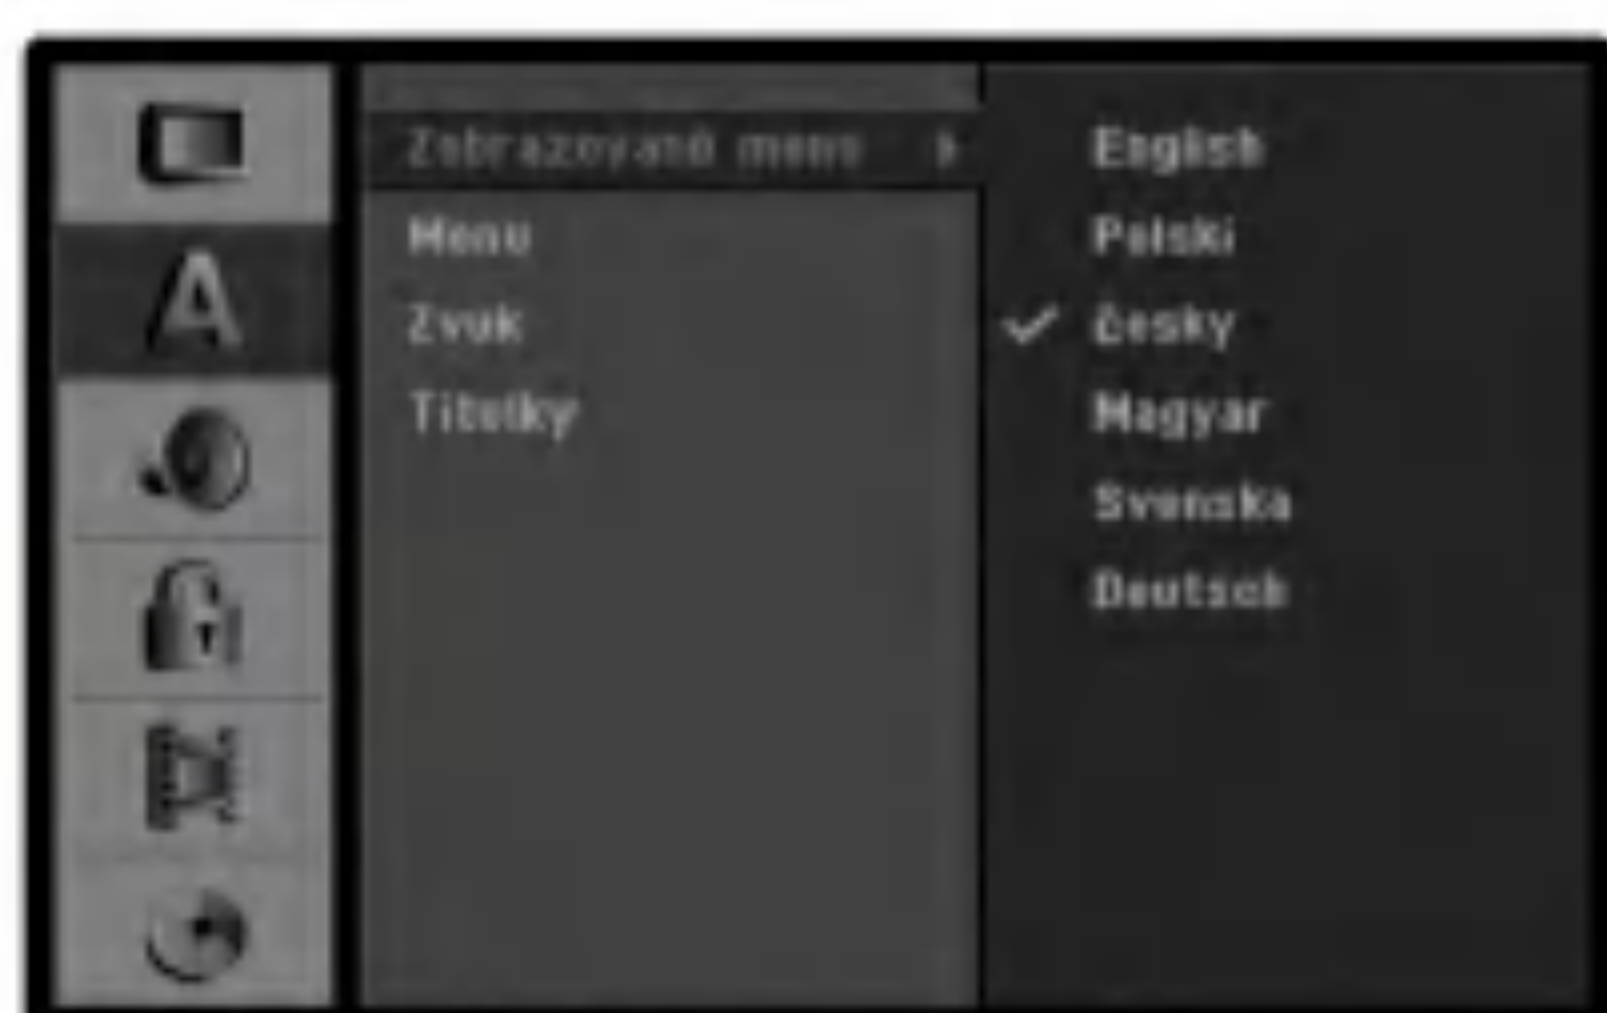 Zobrazované menu
Menu
Zvuk
Titulky
English
Polski
Česky
Magyar
Svenska
Deutsch